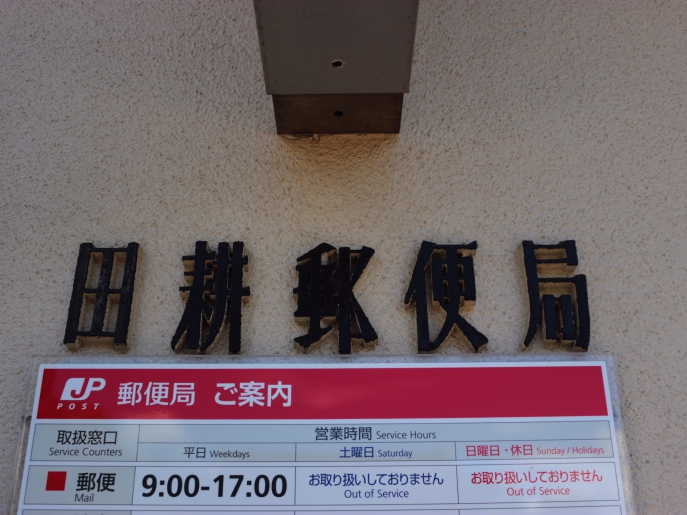 田耕郵便局
JP POST 郵便局 ご案内
取扱窓口 Service Counters
営業時間 Service Hours
平日 Weekdays 土曜日 Saturday 日曜日・休日 Sunday / Holidays
郵便 Mail 9:00-17:00 お取り扱いしておりません Out of Service お取り扱いしておりません Out of Service